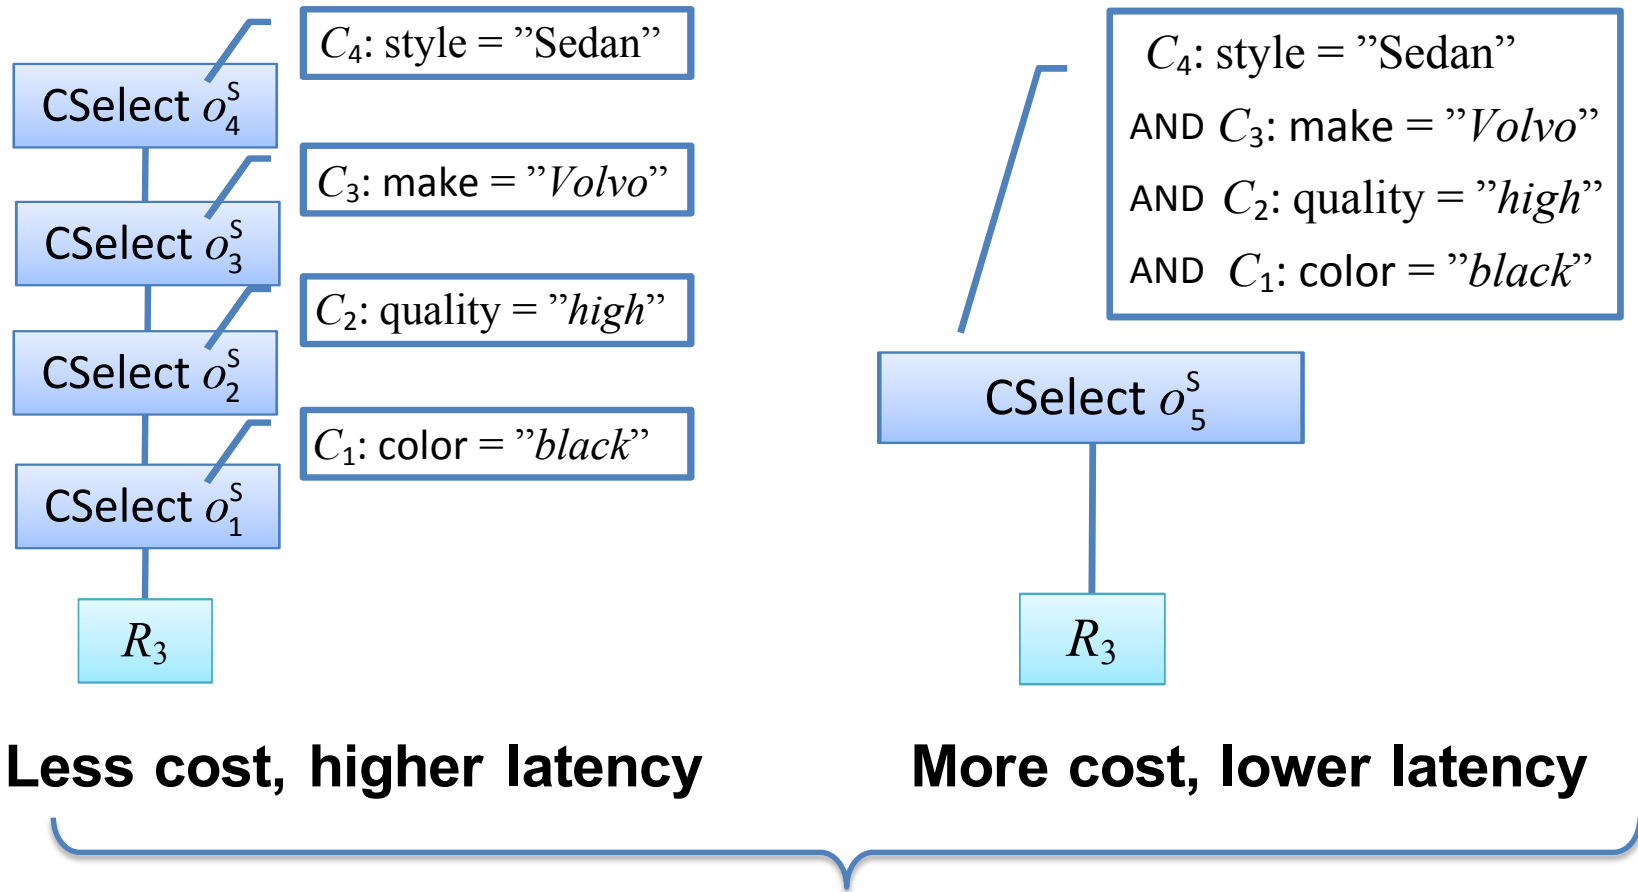 C₄: style = ”Sedan”
CSelect o₄ˢ
C₃: make = ”Volvo”
CSelect o₃ˢ
C₂: quality = ”high”
CSelect o₂ˢ
C₁: color = ”black”
CSelect o₁ˢ
R₃
Less cost, higher latency
C₄: style = ”Sedan”
AND C₃: make = ”Volvo”
AND C₂: quality = ”high”
AND C₁: color = ”black”
CSelect o₅ˢ
R₃
More cost, lower latency